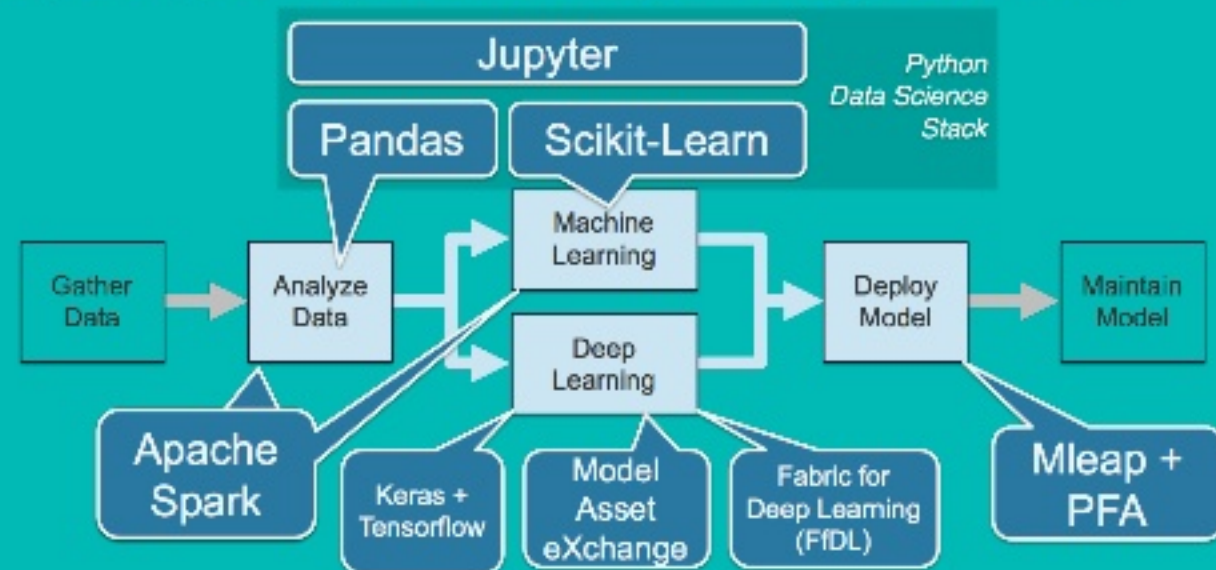 Jupyter
Python
Data Science
Stack
Pandas
Scikit-Learn
Gather
Data
Analyze
Data
Machine
Learning
Deep
Learning
Deploy
Model
Maintain
Model
Apache
Spark
Keras +
Tensorflow
Model
Asset
eXchange
Fabric for
Deep Learning
(FfDL)
Mleap +
PFA